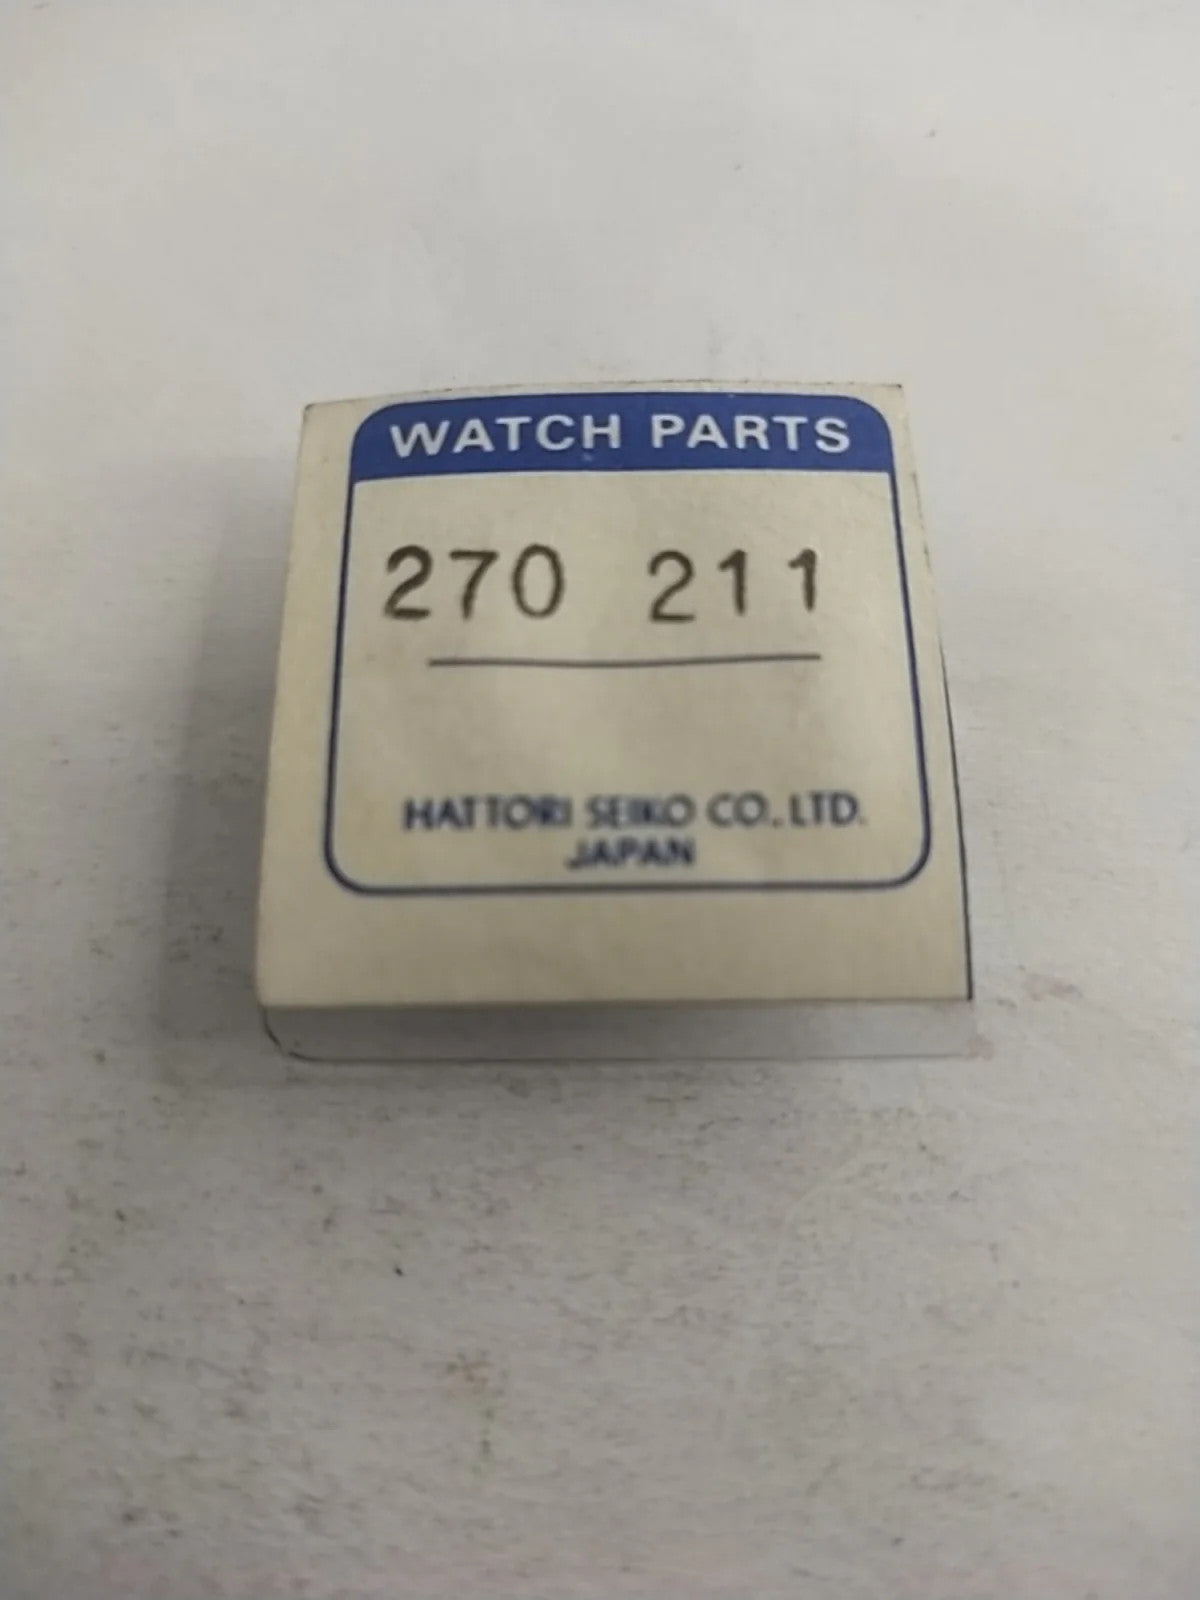 WATCH PARTS
270 211
HATTORI SEIKO CO., LTD.
JAPAN